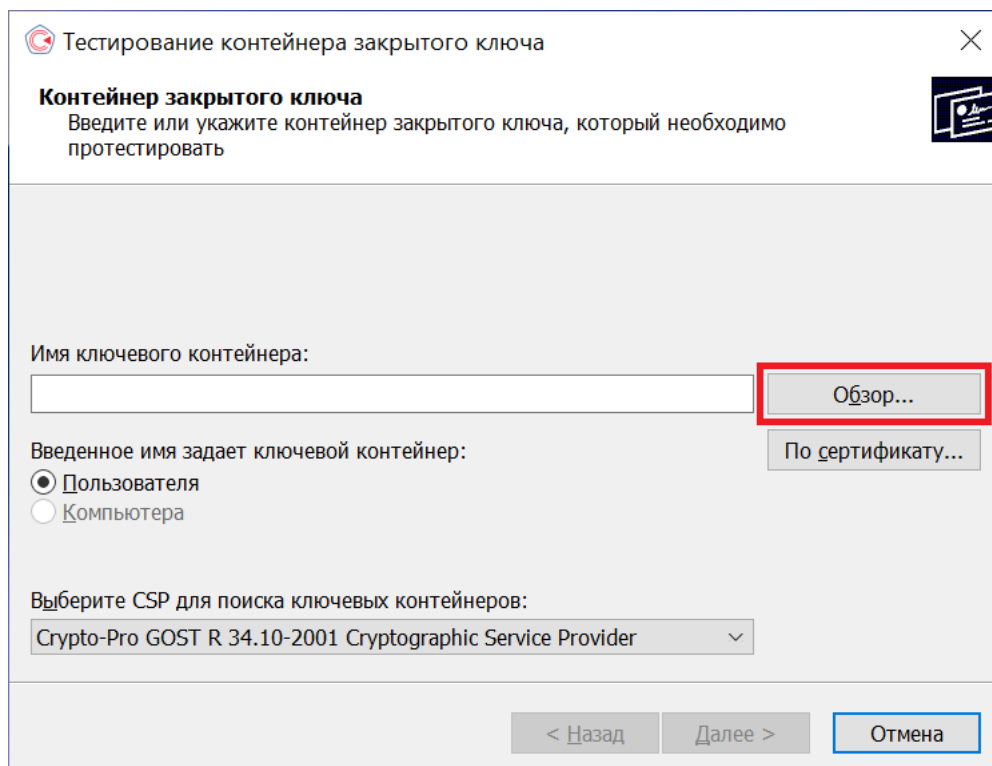 Тестирование контейнера закрытого ключа
Контейнер закрытого ключа
Введите или укажите контейнер закрытого ключа, который необходимо
протестировать
Имя ключевого контейнера:
Обзор...
Введенное имя задает ключевой контейнер:
По сертификату...
Пользователя
Компьютера
Выберите CSP для поиска ключевых контейнеров:
Crypto-Pro GOST R 34.10-2001 Cryptographic Service Provider
< Назад
Далее >
Отмена